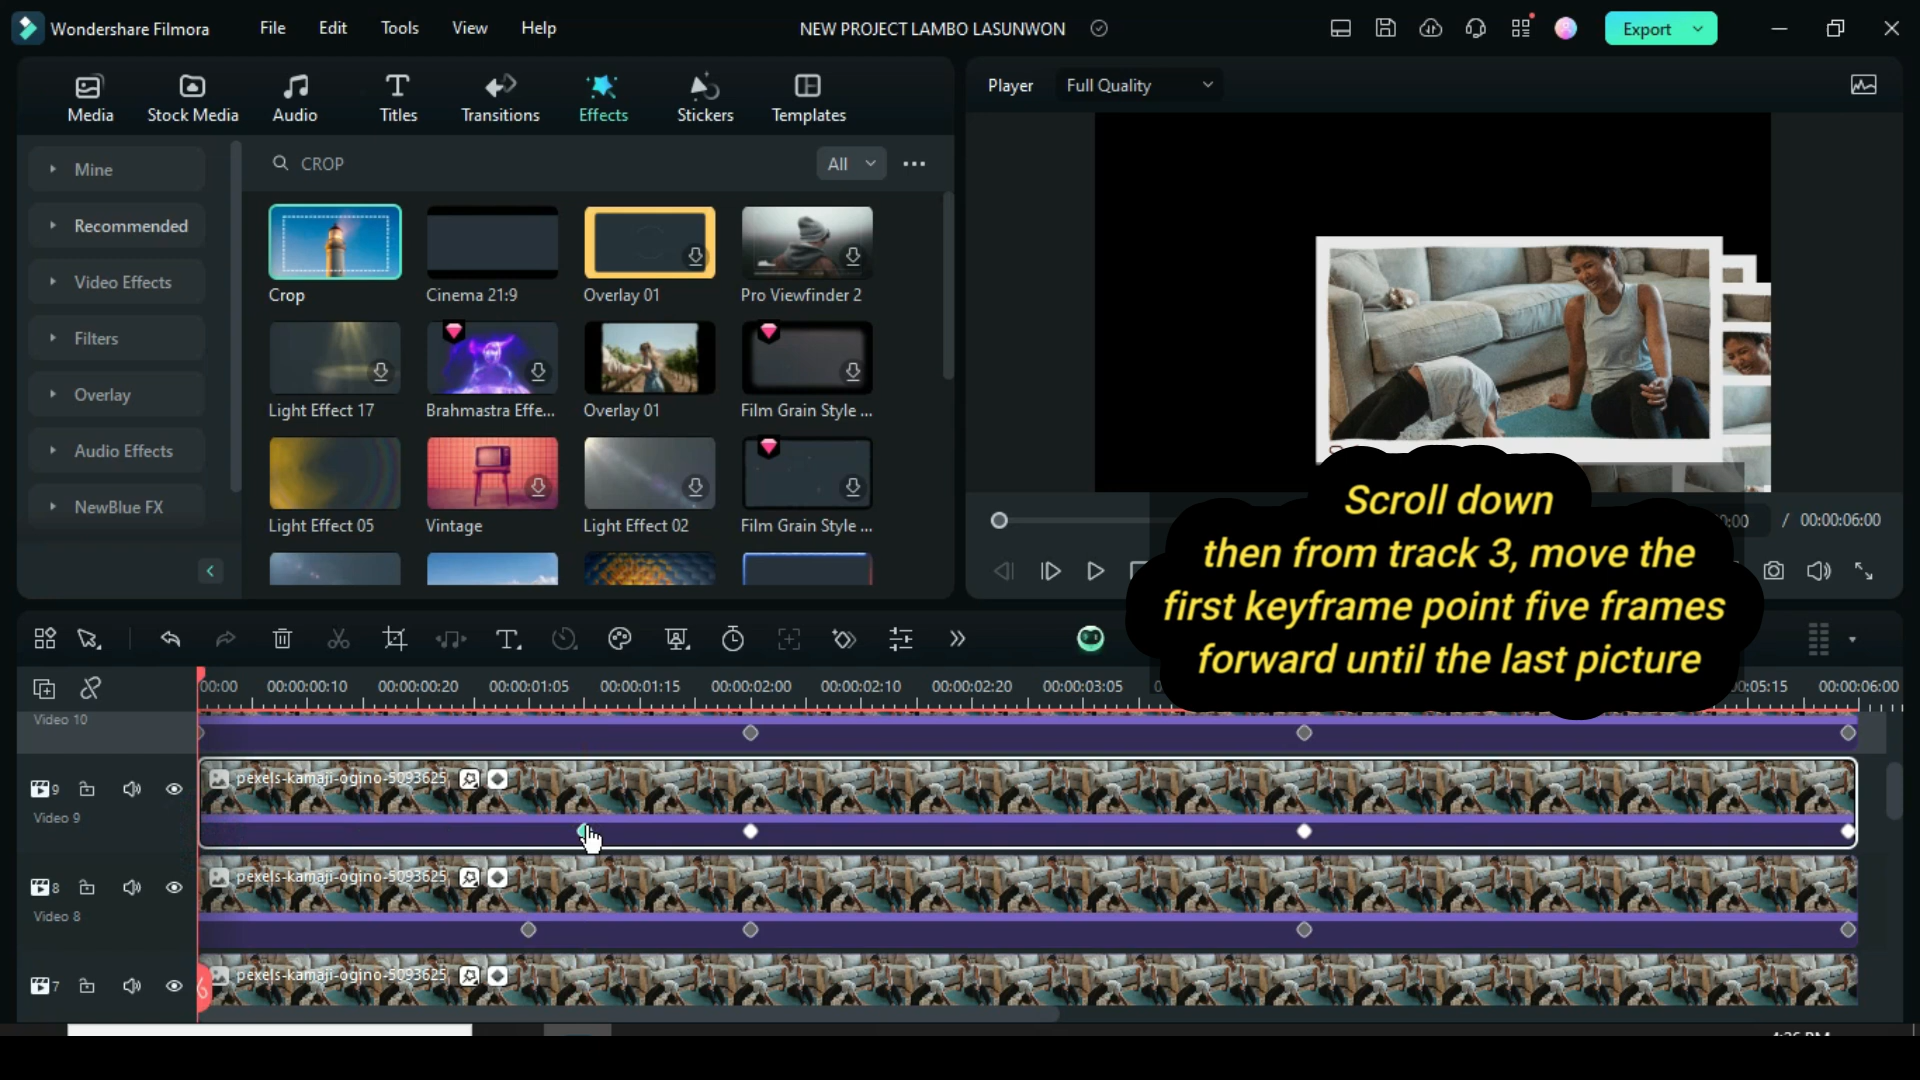 Wondershare Filmora
File Edit Tools View Help
NEW PROJECT LAMBO LASUNWON
Export
Media Stock Media Audio Titles Transitions Effects Stickers Templates
Player Full Quality
Mine
Recommended
Video Effects
Filters
Overlay
Audio Effects
NewBlue FX
CROP
All
Crop Cinema 21:9 Overlay 01 Pro Viewfinder 2
Light Effect 17 Brahmastra Effe... Overlay 01 Film Grain Style ...
Light Effect 05 Vintage Light Effect 02 Film Grain Style ...
/ 00:00:06:00
Scroll down
then from track 3, move the
first keyframe point five frames
forward until the last picture
00:00 00:00:00:10 00:00:00:20 00:00:01:05 00:00:01:15 00:00:02:00 00:00:02:10 00:00:02:20 00:00:03:05 05:15 00:00:06:00
Video 10
9 pexels-kamaji-ogino-5093625
Video 9
8 pexels-kamaji-ogino-5093625
Video 8
7 pexels-kamaji-ogino-5093625